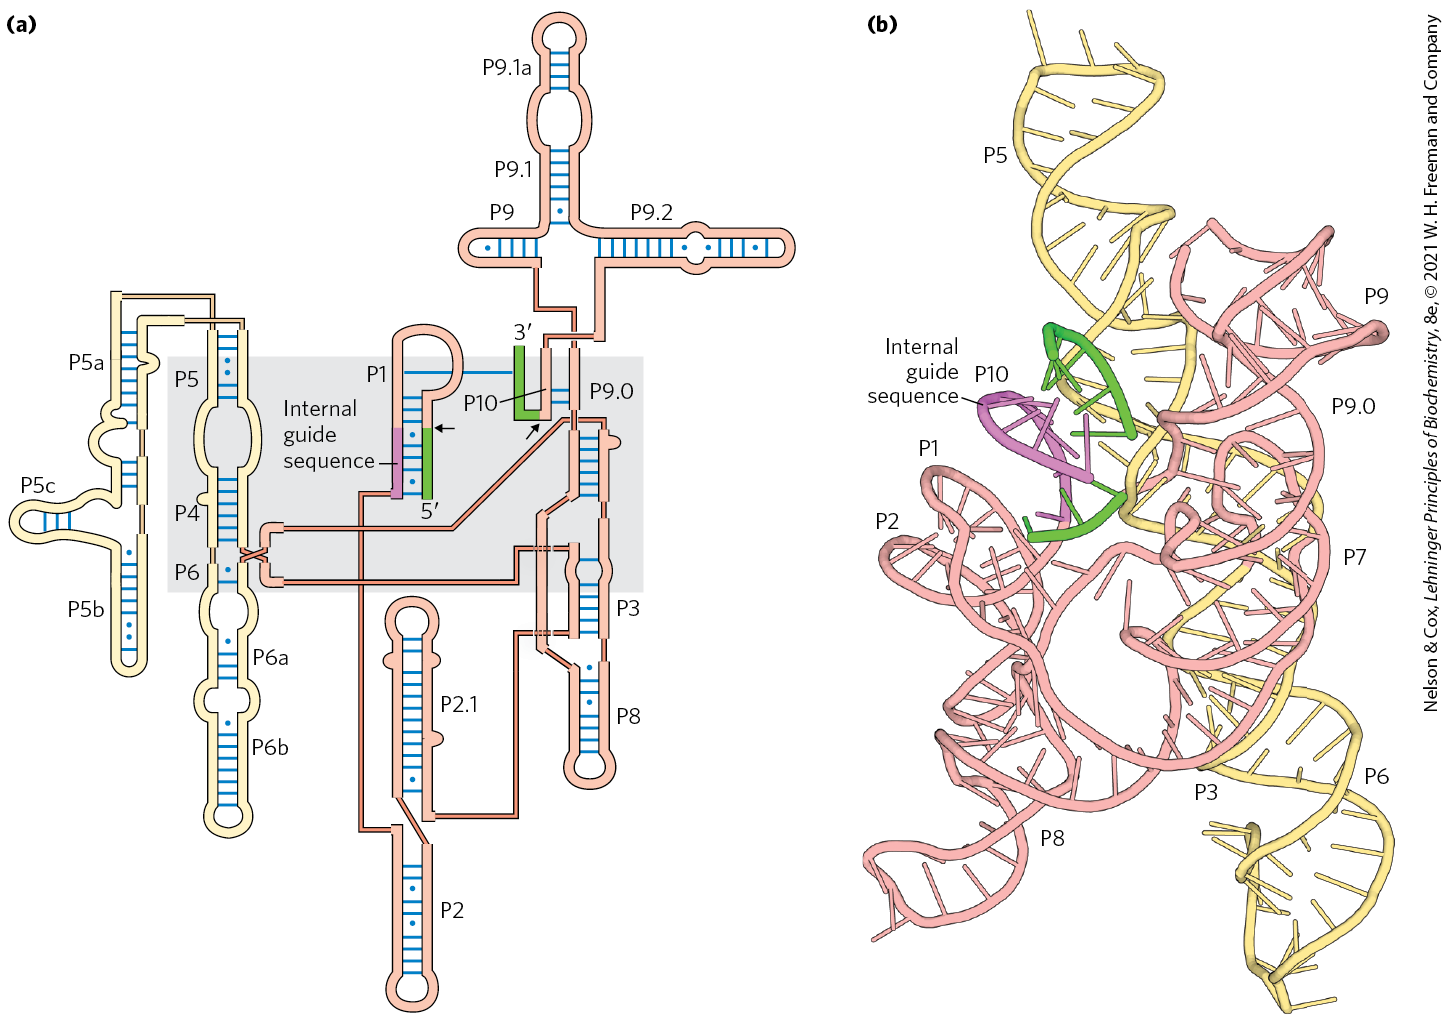 (a)
P9.1a
P9.1
P9
P9.2
3′
P5a
P5
P1
P10
P9.0
Internal
guide
sequence
P5c
P4
5′
P6
P5b
P3
P6a
P2.1
P8
P6b
P2
(b)
P5
P9
Internal
guide
sequence
P10
P9.0
P1
P2
P7
P3
P6
P8
Nelson & Cox, Lehninger Principles of Biochemistry, 8e, © 2021 W. H. Freeman and Company